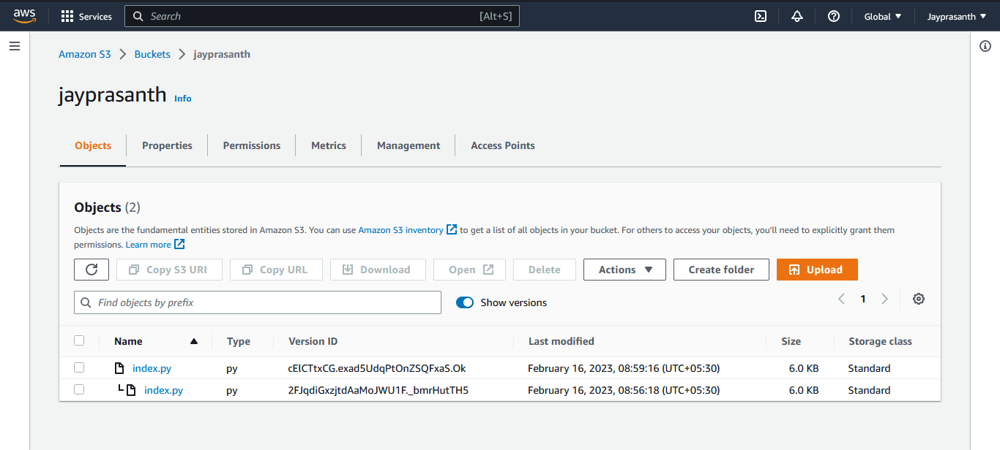 aws Services Search [Alt+S] Global Jayprasanth
Amazon S3 Buckets jayprasanth
jayprasanth Info
Objects Properties Permissions Metrics Management Access Points
Objects (2)
Objects are the fundamental entities stored in Amazon S3. You can use Amazon S3 inventory to get a list of all objects in your bucket. For others to access your objects, you'll need to explicitly grant them
permissions. Learn more
Copy S3 URI Copy URL Download Open Delete Actions Create folder Upload
Find objects by prefix Show versions 1
Name Type Version ID Last modified Size Storage class
index.py py cElCTtxCG.exad5UdqPtOnZSQFxaS.Ok February 16, 2023, 08:59:16 (UTC+05:30) 6.0 KB Standard
index.py py 2FJqdiGxzjtdAaMoJWU1F._bmrHutTH5 February 16, 2023, 08:56:18 (UTC+05:30) 6.0 KB Standard